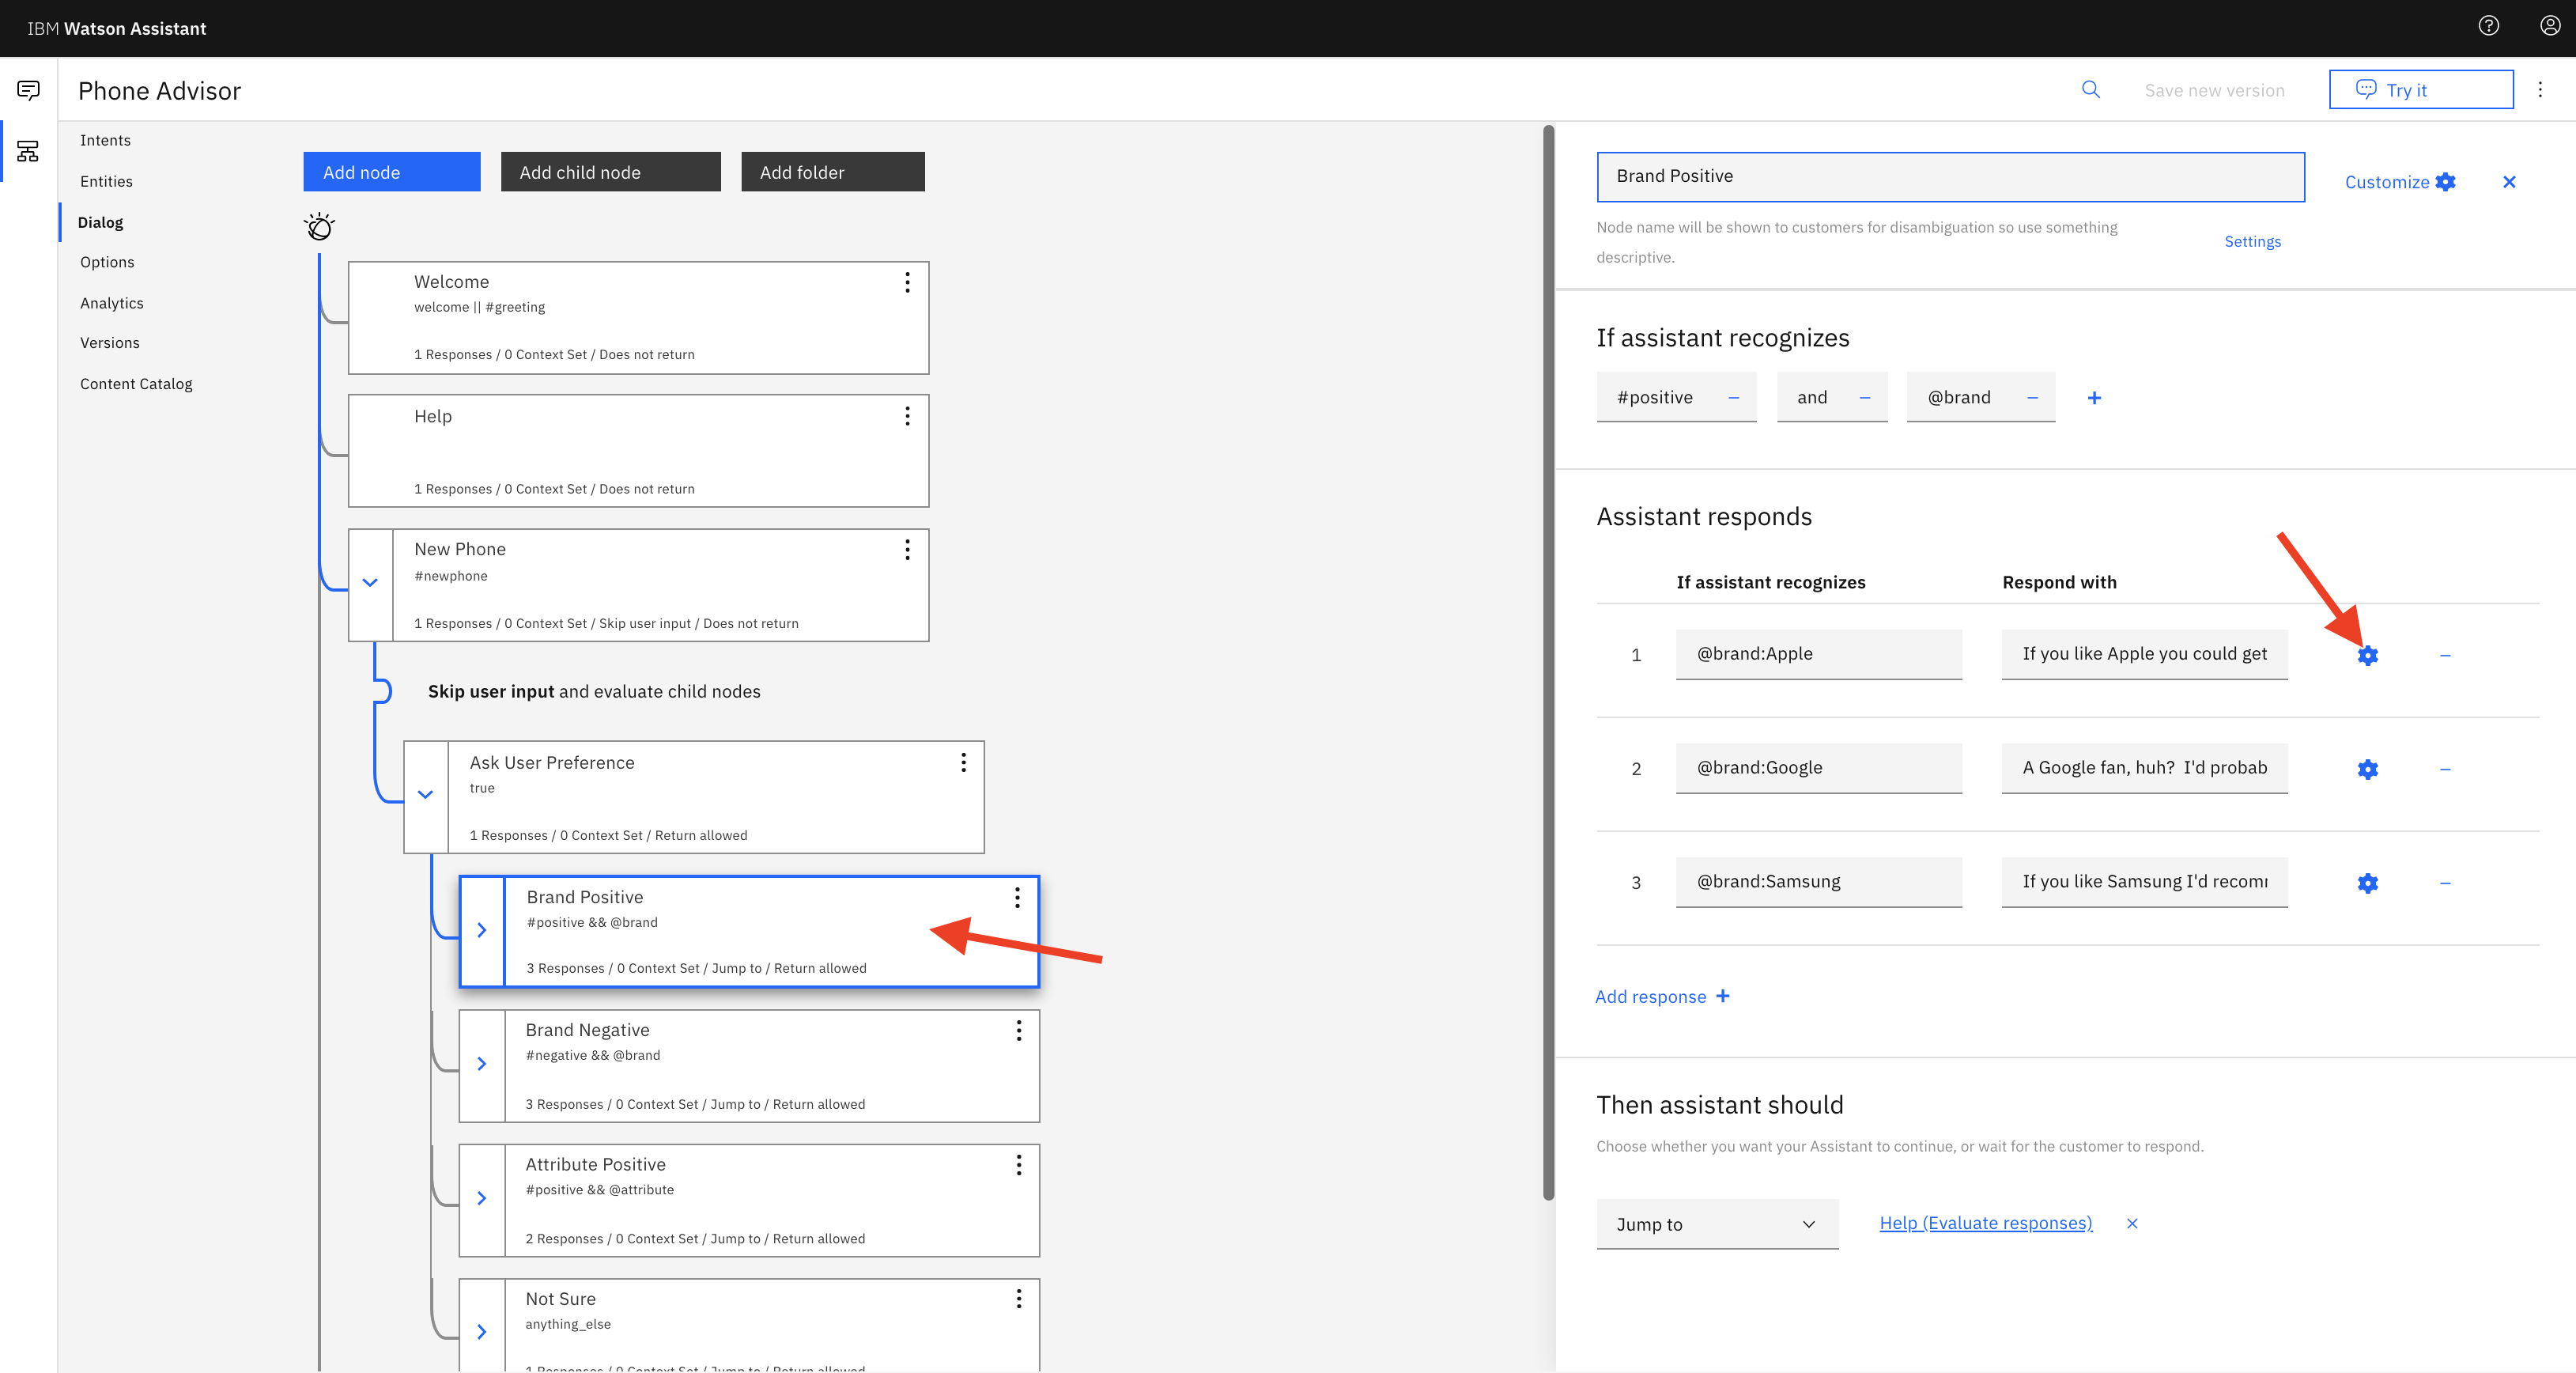 IBM Watson Assistant
Phone Advisor
Save new version
Try it
Intents
Entities
Dialog
Options
Analytics
Versions
Content Catalog
Add node
Add child node
Add folder
Welcome
welcome || #greeting
1 Responses / 0 Context Set / Does not return
Help
1 Responses / 0 Context Set / Does not return
New Phone
#newphone
1 Responses / 0 Context Set / Skip user input / Does not return
Skip user input and evaluate child nodes
Ask User Preference
true
1 Responses / 0 Context Set / Return allowed
Brand Positive
#positive && @brand
3 Responses / 0 Context Set / Jump to / Return allowed
Brand Negative
#negative && @brand
3 Responses / 0 Context Set / Jump to / Return allowed
Attribute Positive
#positive && @attribute
2 Responses / 0 Context Set / Jump to / Return allowed
Not Sure
anything_else
1 Responses / 0 Context Set / Jump to / Return allowed
Brand Positive
Customize
Node name will be shown to customers for disambiguation so use something
descriptive.
Settings
If assistant recognizes
#positive and @brand
Assistant responds
If assistant recognizes Respond with
1 @brand:Apple If you like Apple you could get
2 @brand:Google A Google fan, huh? I'd probab
3 @brand:Samsung If you like Samsung I'd recom
Add response
Then assistant should
Choose whether you want your Assistant to continue, or wait for the customer to respond.
Jump to Help (Evaluate responses)